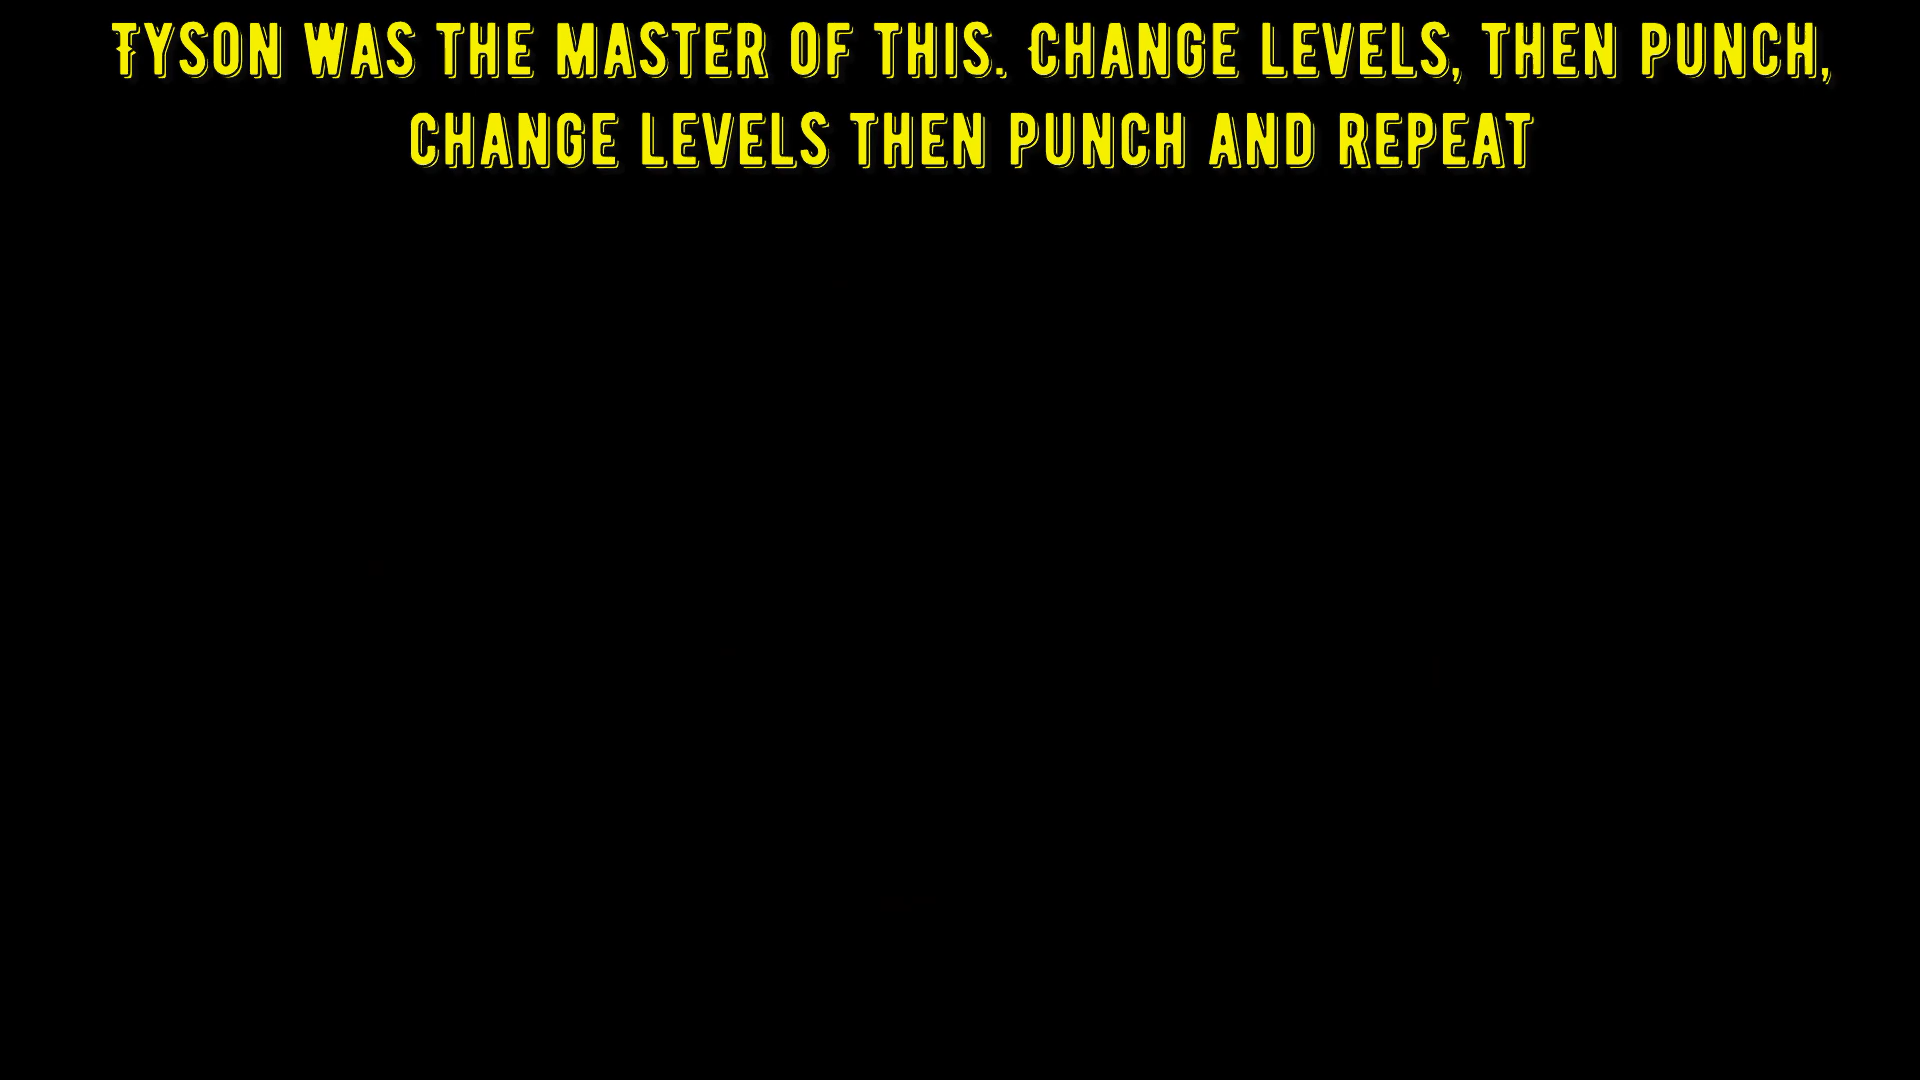 Tyson was the master of this. Change levels, then punch,
change levels then punch and repeat